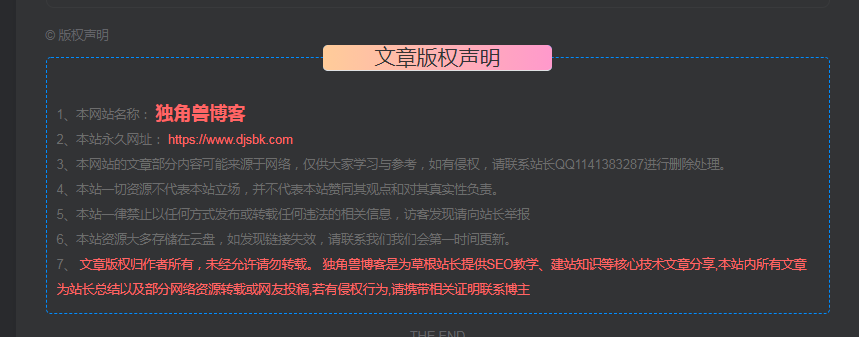 © 版权声明
文章版权声明
1、本网站名称： 独角兽博客
2、本站永久网址： https://www.djsbk.com
3、本网站的文章部分内容可能来源于网络，仅供大家学习与参考，如有侵权，请联系站长QQ1141383287进行删除处理。
4、本站一切资源不代表本站立场，并不代表本站赞同其观点和对其真实性负责。
5、本站一律禁止以任何方式发布或转载任何违法的相关信息，访客发现请向站长举报
6、本站资源大多存储在云盘，如发现链接失效，请联系我们我们会第一时间更新。
7、 文章版权归作者所有，未经允许请勿转载。 独角兽博客是为草根站长提供SEO教学、建站知识等核心技术文章分享,本站内所有文章
为站长总结以及部分网络资源转载或网友投稿,若有侵权行为,请携带相关证明联系博主
THE END